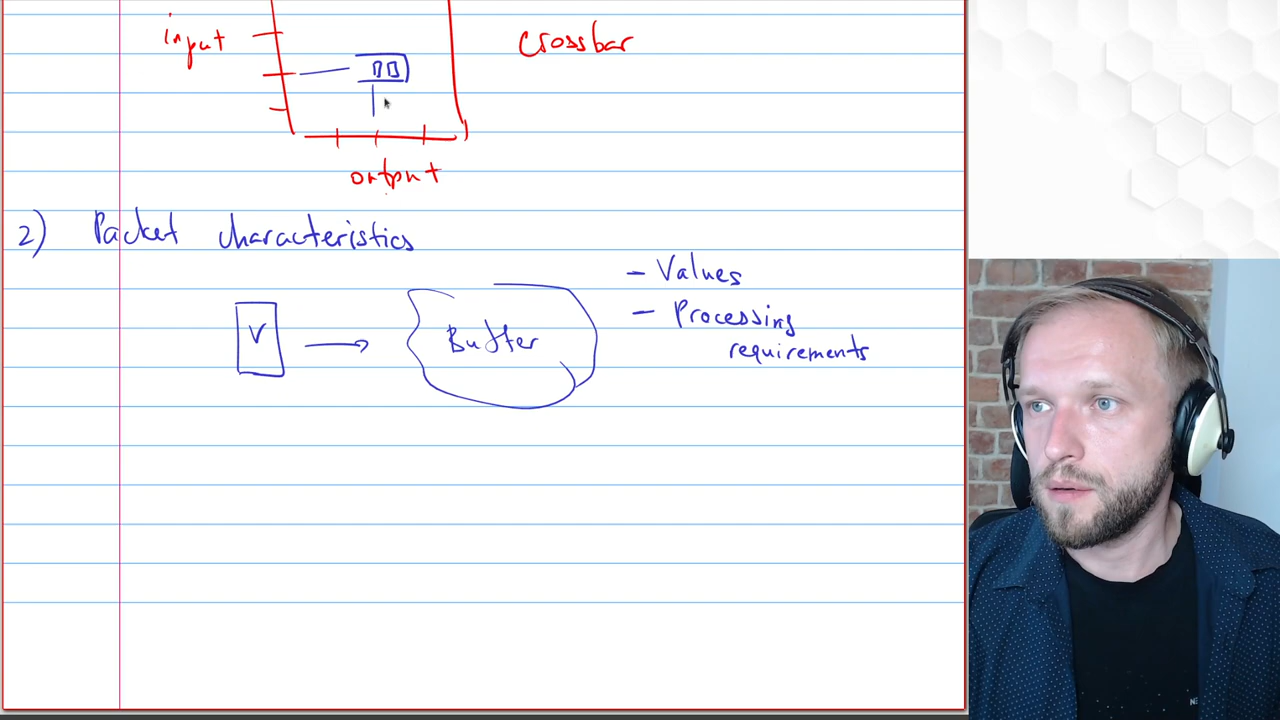 input
crossbar
output
2) Packet characteristics
V
Buffer
- Values
- Processing
requirements